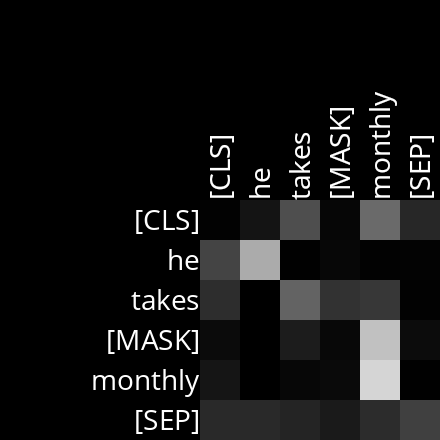 [CLS]
he
takes
[MASK]
monthly
[SEP]
[CLS]
he
takes
[MASK]
monthly
[SEP]